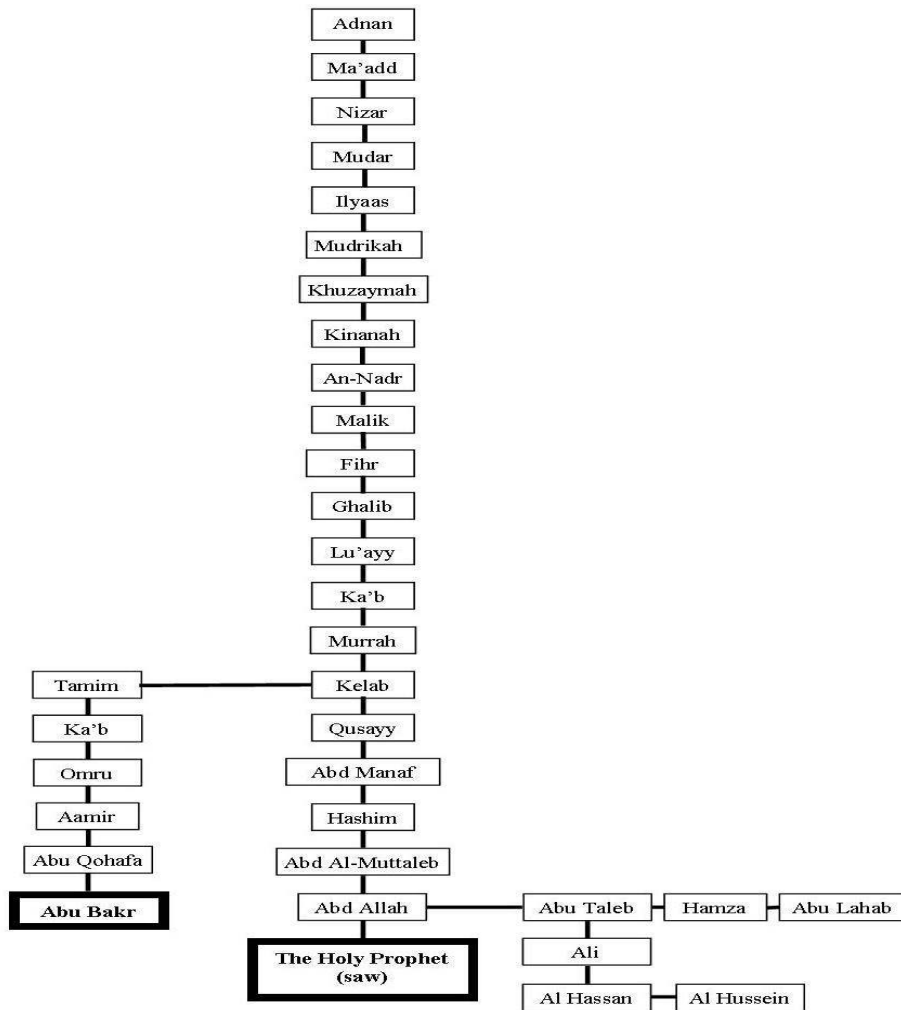 Adnan
Ma’add
Nizar
Mudar
Ilyaas
Mudrikah
Khuzaymah
Kinanah
An-Nadr
Malik
Fihr
Ghalib
Lu’ayy
Ka’b
Murrah
Tamim
Kelab
Ka’b
Qusayy
Omru
Abd Manaf
Aamir
Hashim
Abu Qohafa
Abd Al-Muttaleb
Abu Bakr
Abd Allah
Abu Taleb
Hamza
Abu Lahab
The Holy Prophet
(saw)
Ali
Al Hassan
Al Hussein